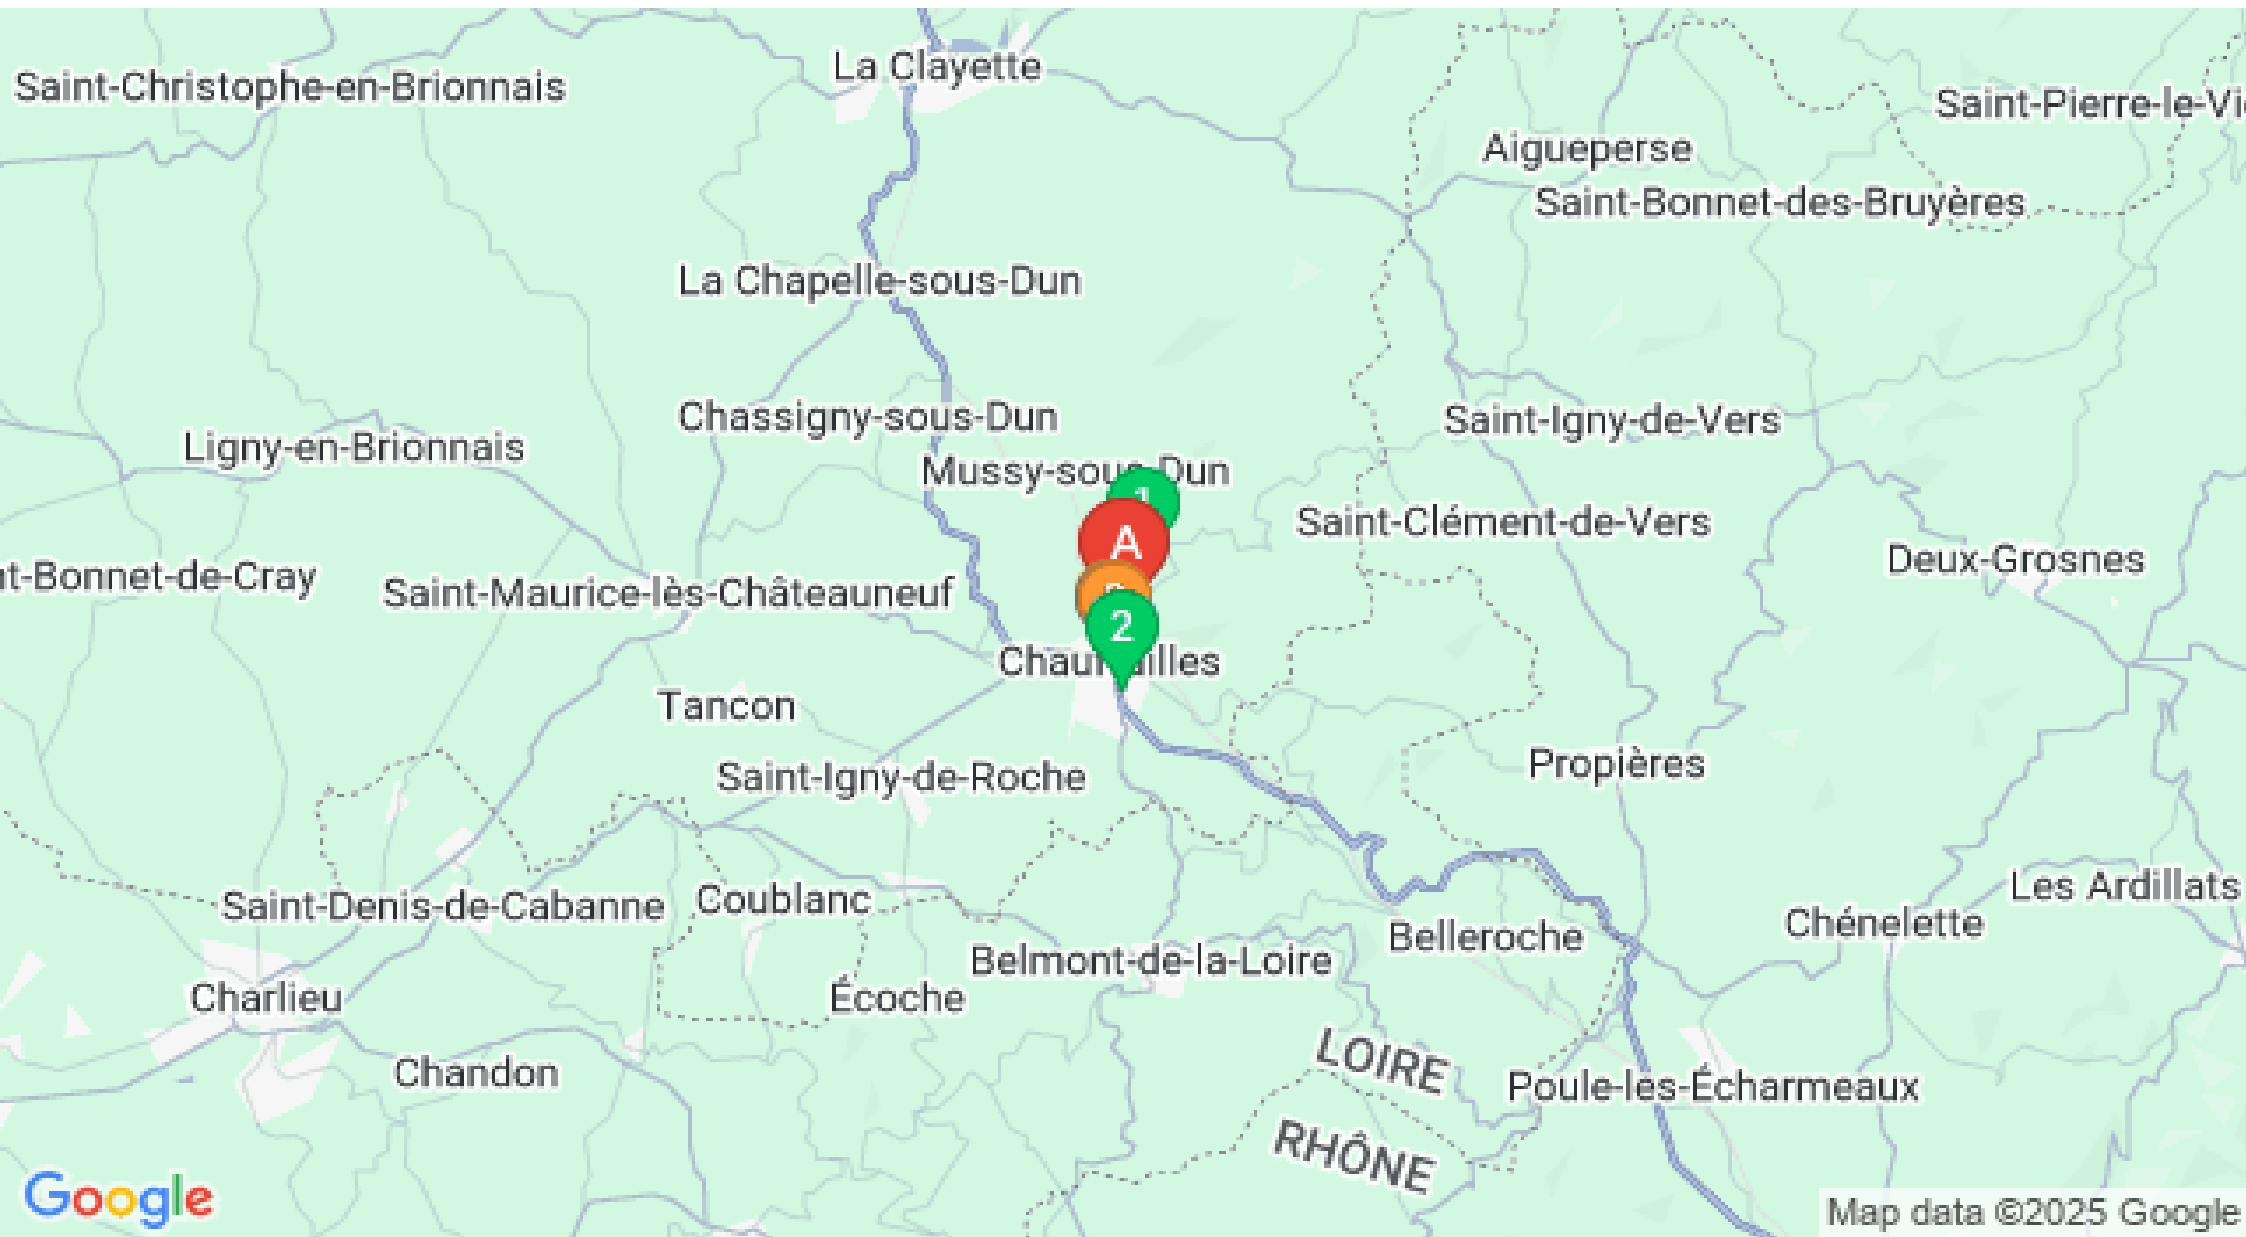 La Clayette
Saint-Christophe-en-Brionnais
Saint-Pierre-le-Vi
Aigueperse
Saint-Bonnet-des-Bruyères
La Chapelle-sous-Dun
Chassigny-sous-Dun
Saint-Igny-de-Vers
Ligny-en-Brionnais
Mussy-sous-Dun
1
Saint-Clément-de-Vers
A
Deux-Grosnes
nt-Bonnet-de-Cray
Saint-Maurice-lès-Châteauneuf
2
Chauffailles
Tancon
Propières
Saint-Igny-de-Roche
Les Ardillats
Coublanc
Saint-Denis-de-Cabanne
Chénelette
Belleroche
Belmont-de-la-Loire
Charlieu
Écoche
LOIRE
Chandon
Poule-les-Écharmeaux
RHÔNE
Google
Map data ©2025 Google